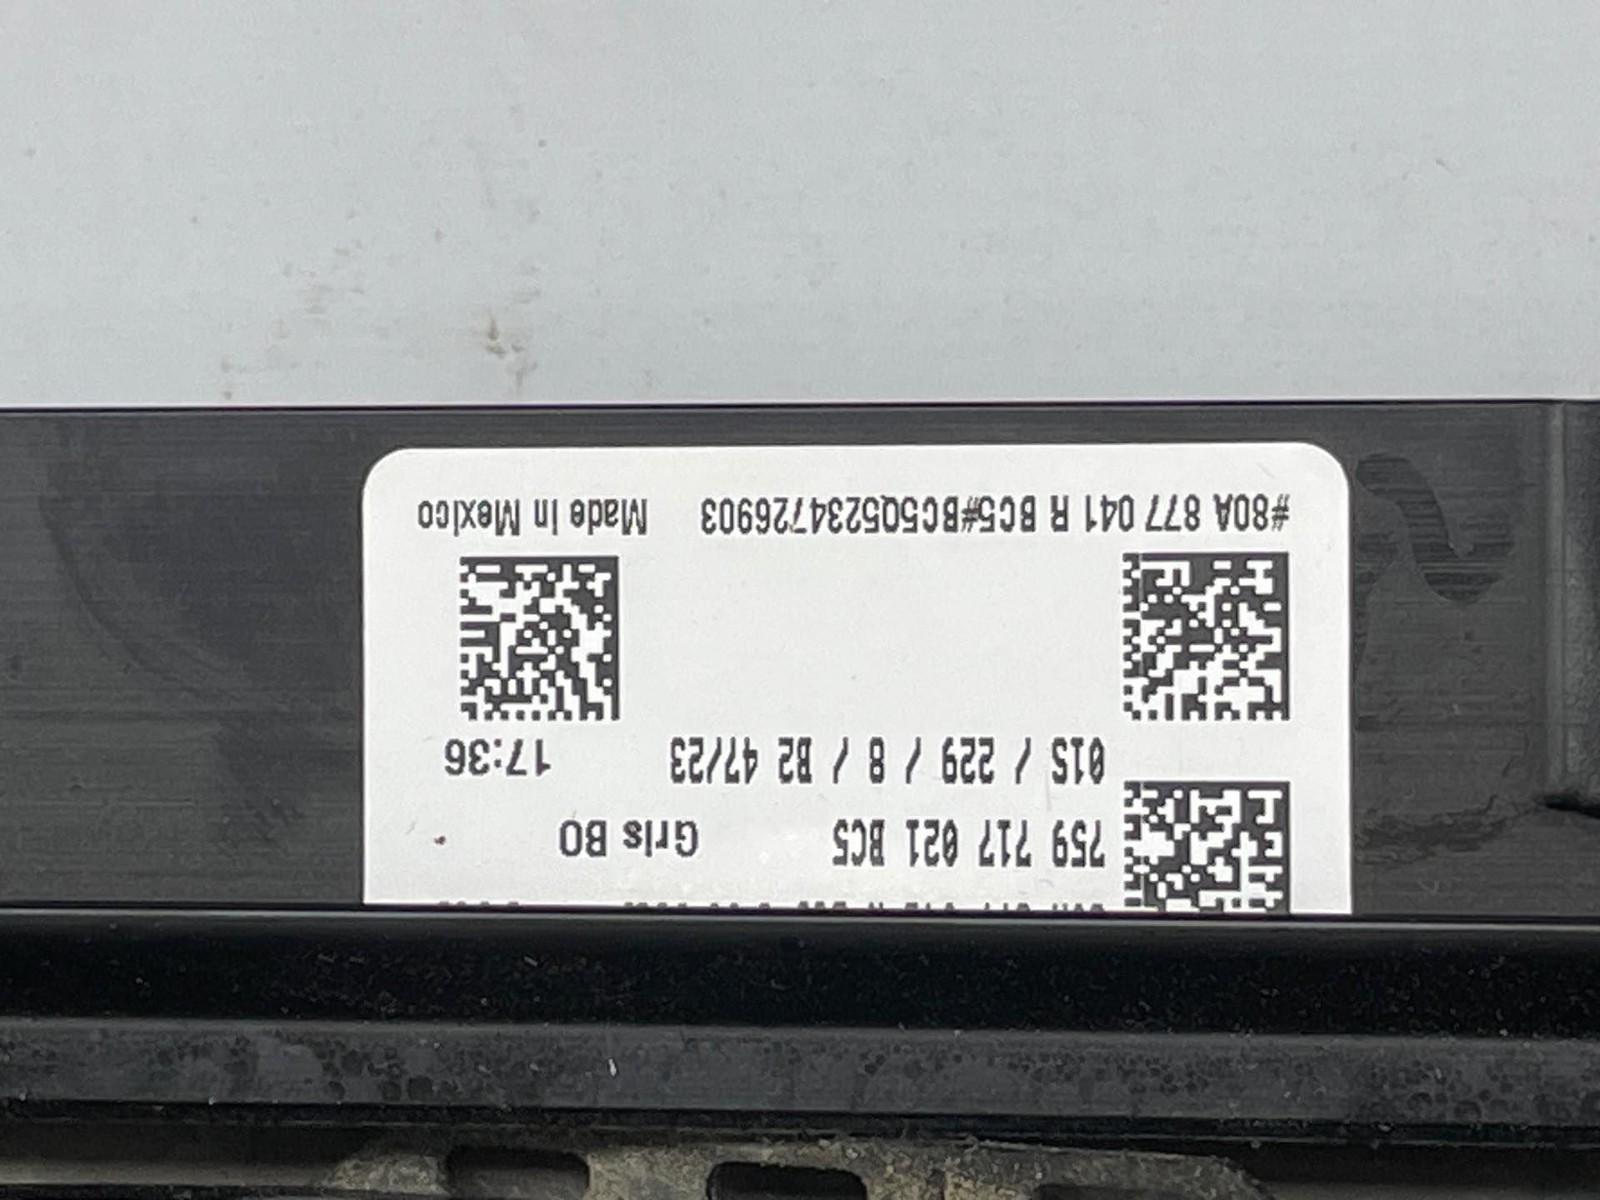 759 717 021 BC5 Gris BO
01S / 229 / 8 / B2 47/23 17:36
#80A 877 041 R BC5#BC5Q5234726903 Made in Mexico